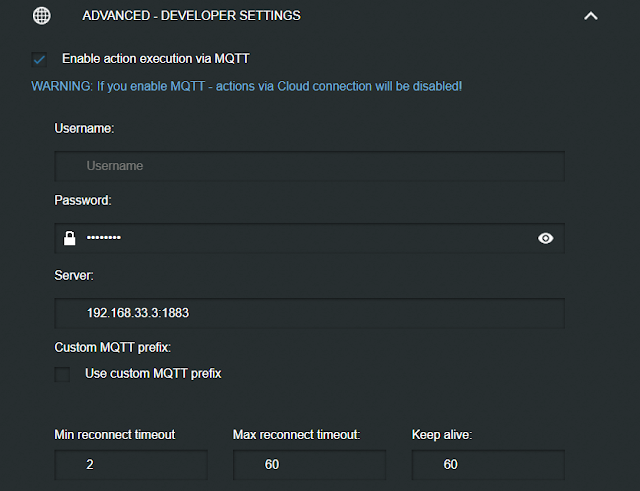 ADVANCED - DEVELOPER SETTINGS
Enable action execution via MQTT
WARNING: If you enable MQTT - actions via Cloud connection will be disabled!
Username:
Username
Password:
••••••••
Server:
192.168.33.3:1883
Custom MQTT prefix:
Use custom MQTT prefix
Min reconnect timeout Max reconnect timeout: Keep alive:
2 60 60